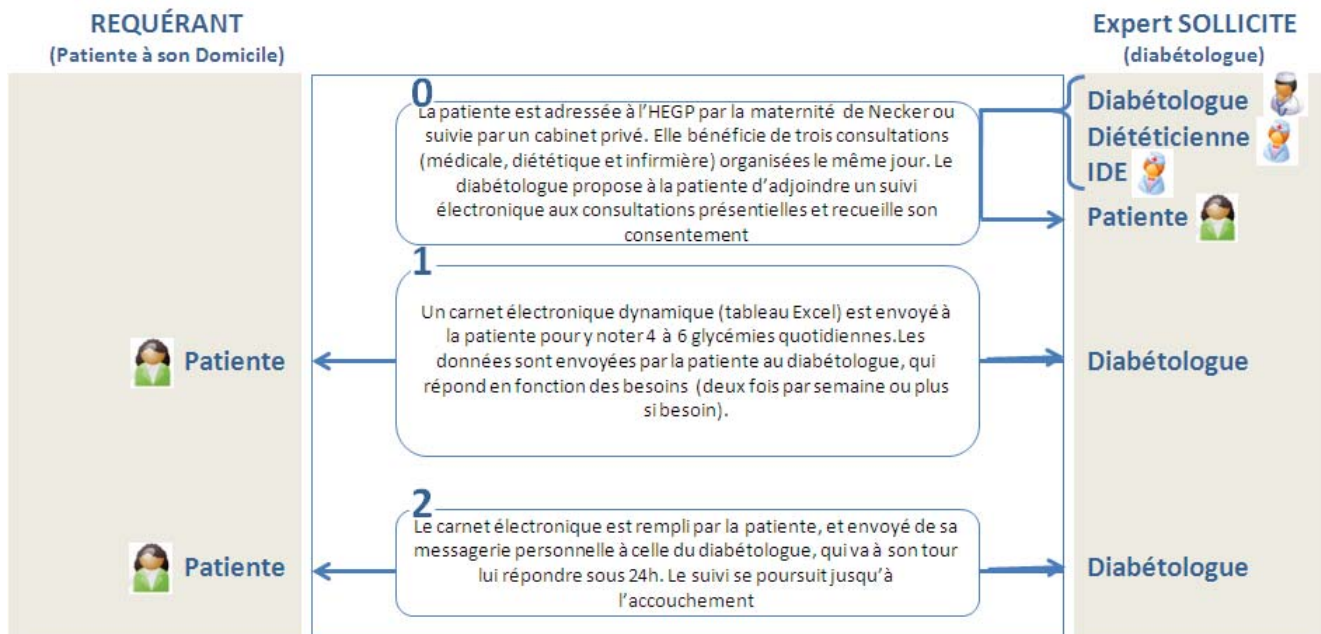 REQUÉRANT
(Patiente à son Domicile)
Expert SOLLICITE
(diabétologue)
0
La patiente est adressée à l'HEGP par la maternité de Necker ou
suivie par un cabinet privé. Elle bénéficie de trois consultations
(médicale, diététique et infirmière) organisées le même jour. Le
diabétologue propose à la patiente d'adjoindre un suivi
électronique aux consultations présentielles et recueille son
consentement
Diabétologue
Diététicienne
IDE
Patiente
1
Un carnet électronique dynamique (tableau Excel) est envoyé à
la patiente pour y noter 4 à 6 glycémies quotidiennes.Les
données sont envoyées par la patiente au diabétologue, qui
répond en fonction des besoins (deux fois par semaine ou plus
si besoin).
Patiente
Diabétologue
2
Le carnet électronique est rempli par la patiente, et envoyé de sa
messagerie personnelle à celle du diabétologue, qui va à son tour
lui répondre sous 24h. Le suivi se poursuit jusqu'à
l'accouchement
Patiente
Diabétologue